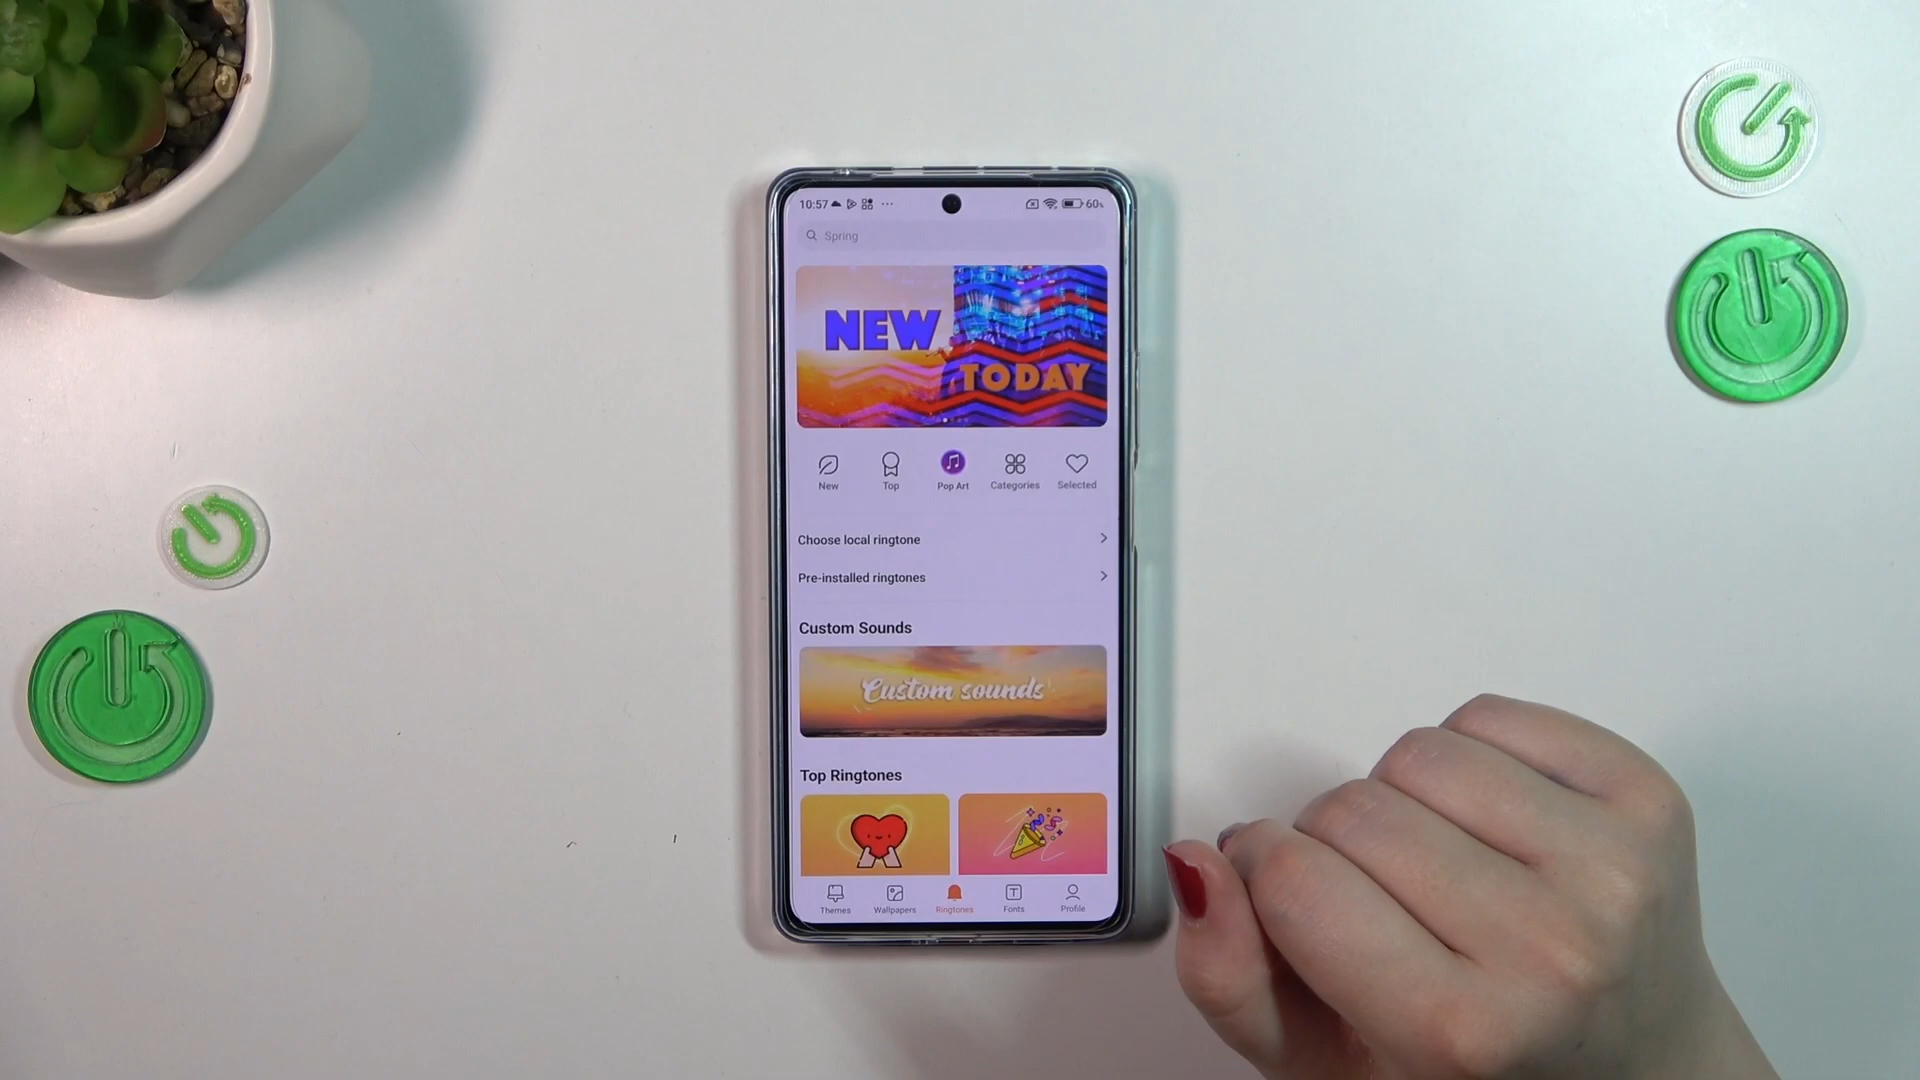 10:57 ··· 60%
Spring
NEW
TODAY
New Top Pop Art Categories Selected
Choose local ringtone
Pre-installed ringtones
Custom Sounds
Custom sounds
Top Ringtones
Themes Wallpapers Ringtones Fonts Profile